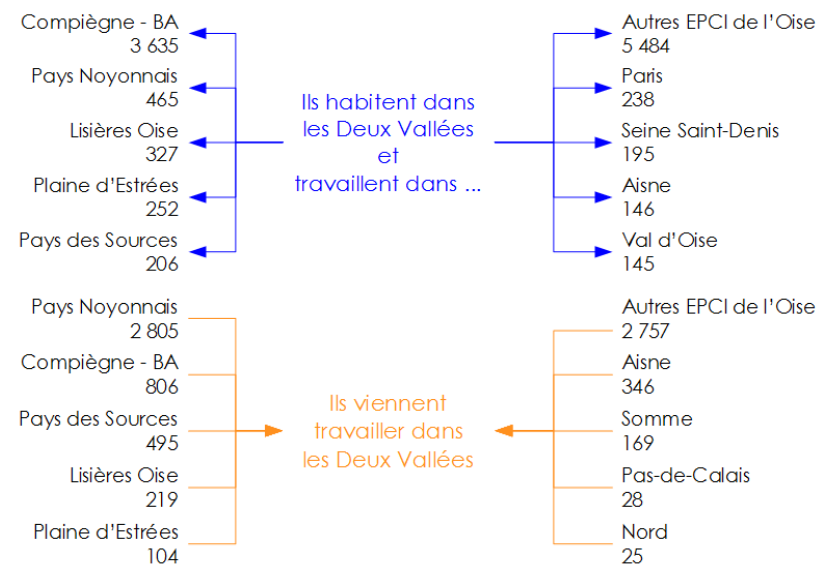 Compiègne - BA
3 635
Pays Noyonnais
465
Lisières Oise
327
Plaine d'Estrées
252
Pays des Sources
206
Ils habitent dans
les Deux Vallées
et
travaillent dans ...
Autres EPCI de l'Oise
5 484
Paris
238
Seine Saint-Denis
195
Aisne
146
Val d'Oise
145
Pays Noyonnais
2 805
Compiègne - BA
806
Pays des Sources
495
Lisières Oise
219
Plaine d'Estrées
104
Ils viennent
travailler dans
les Deux Vallées
Autres EPCI de l'Oise
2 757
Aisne
346
Somme
169
Pas-de-Calais
28
Nord
25